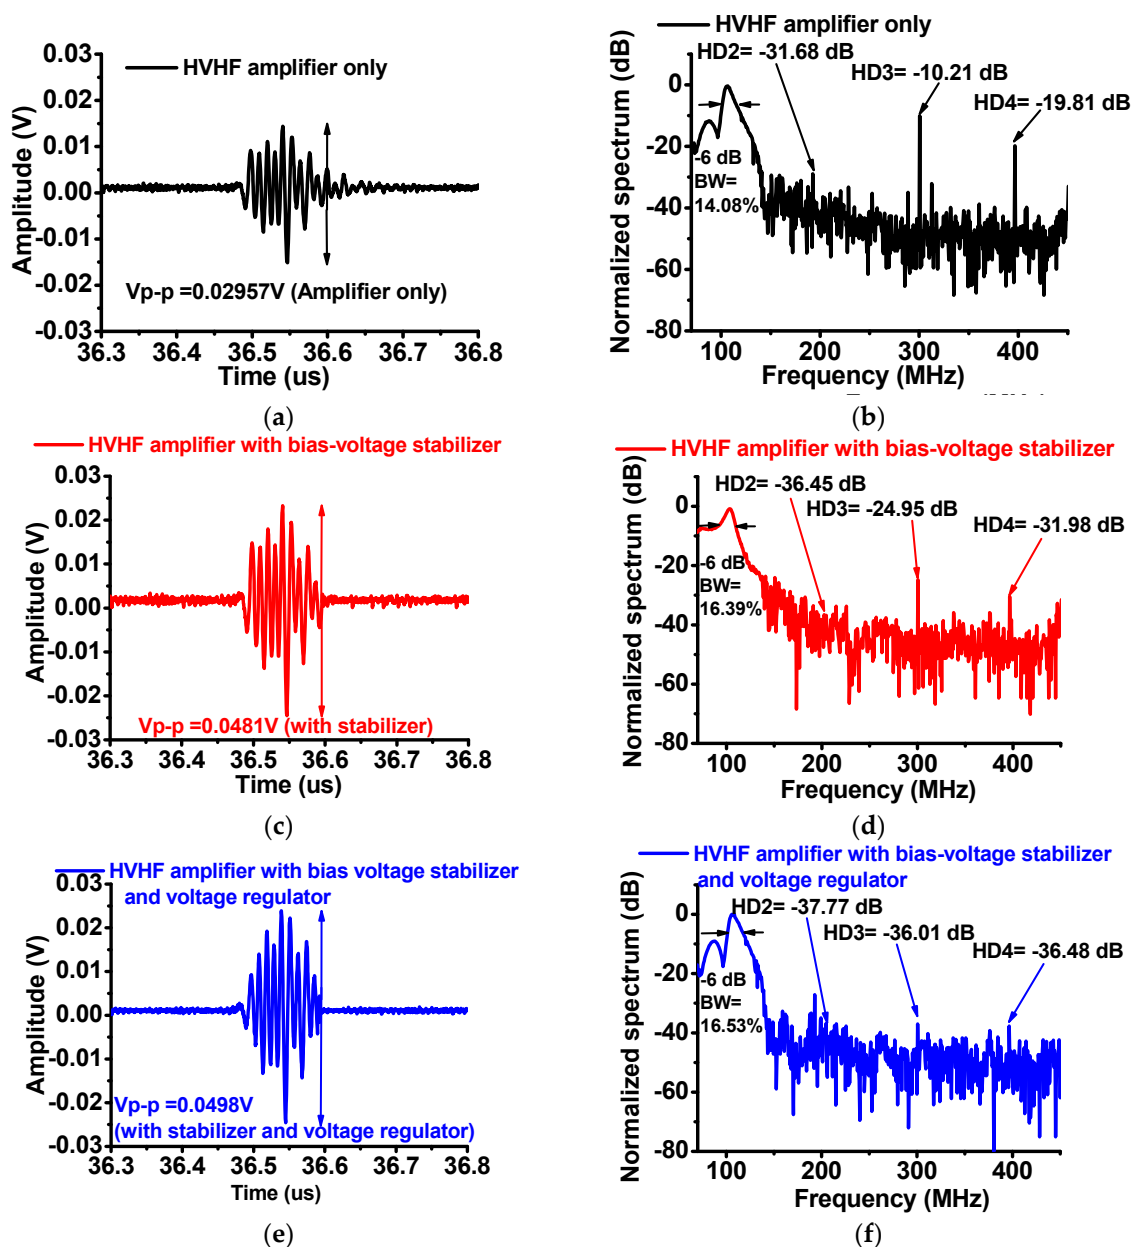 HVHF amplifier only
0.03
0.02
0.01
0.00
-0.01
-0.02
-0.03
Amplitude (V)
Vp-p =0.02957V (Amplifier only)
36.3 36.4 36.5 36.6 36.7 36.8
Time (us)
(a)
HVHF amplifier only
HD2= -31.68 dB
HD3= -10.21 dB
HD4= -19.81 dB
0
-20
-40
-60
-80
Normalized spectrum (dB)
-6 dB
BW=
14.08%
100 200 300 400
Frequency (MHz)
(b)
HVHF amplifier with bias-voltage stabilizer
0.03
0.02
0.01
0.00
-0.01
-0.02
-0.03
Amplitude (V)
Vp-p =0.0481V (with stabilizer)
36.3 36.4 36.5 36.6 36.7 36.8
Time (us)
(c)
HVHF amplifier with bias-voltage stabilizer
HD2= -36.45 dB
HD3= -24.95 dB
HD4= -31.98 dB
0
-20
-40
-60
-80
Normalized spectrum (dB)
-6 dB
BW=
16.39%
100 200 300 400
Frequency (MHz)
(d)
HVHF amplifier with bias voltage stabilizer
and voltage regulator
0.03
0.02
0.01
0.00
-0.01
-0.02
-0.03
Amplitude (V)
Vp-p =0.0498V
(with stabilizer and voltage regulator)
36.3 36.4 36.5 36.6 36.7 36.8
Time (us)
(e)
HVHF amplifier with bias-voltage stabilizer
and voltage regulator
HD2= -37.77 dB
HD3= -36.01 dB
HD4= -36.48 dB
0
-20
-40
-60
-80
Normalized spectrum (dB)
-6 dB
BW=
16.53%
100 200 300 400
Frequency (MHz)
(f)